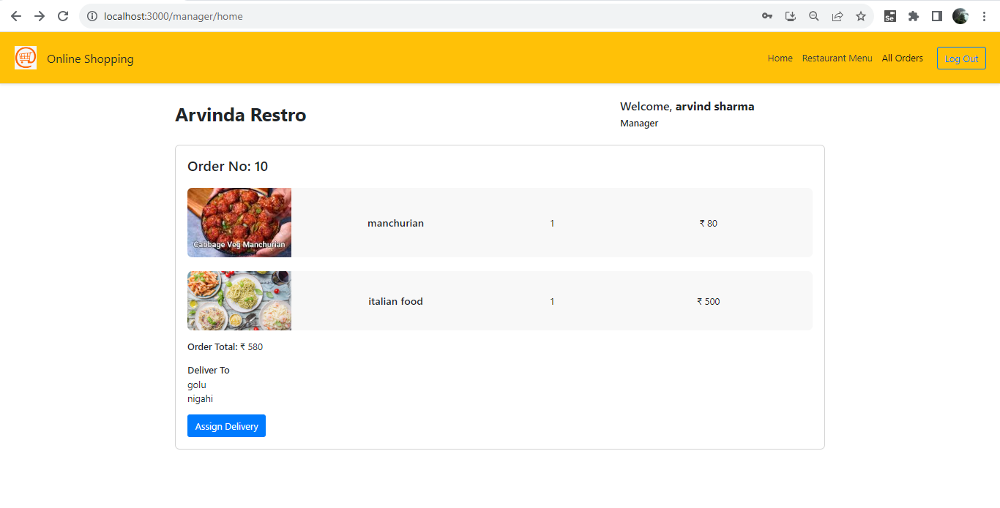 localhost:3000/manager/home
Se
Online Shopping
Home Restaurant Menu All Orders Log Out
Arvinda Restro
Welcome, arvind sharma
Manager
Order No: 10
Cabbage Veg Manchurian
manchurian 1 ₹ 80
italian food 1 ₹ 500
Order Total: ₹ 580
Deliver To
golu
nigahi
Assign Delivery